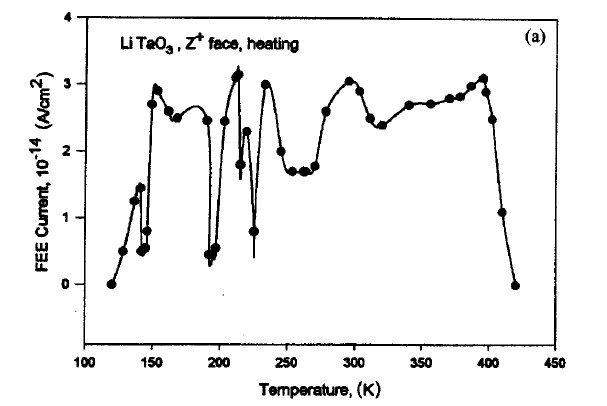 Li TaO3 , Z+ face, heating
(a)
FEE Current, 10-14 (A/cm2)
4
3
2
1
0
100 150 200 250 300 350 400 450
Temperature, (K)